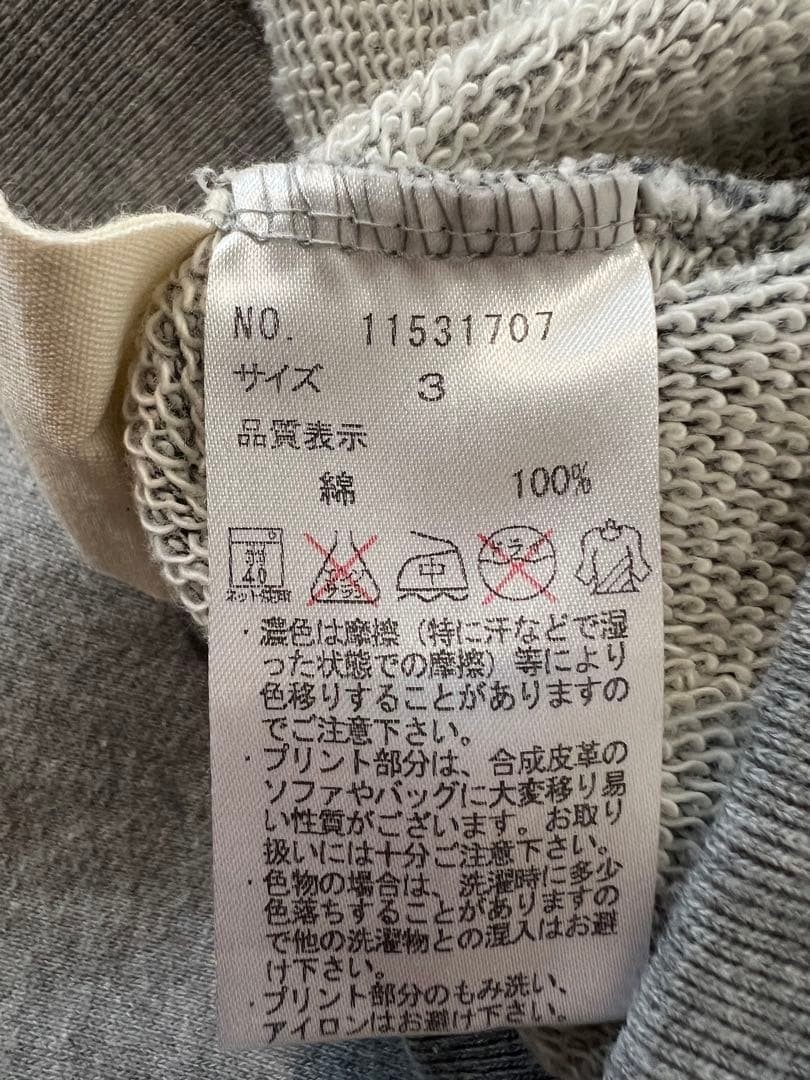 NO. 11531707
サイズ 3
品質表示
綿 100%
40
ネット使用
エンソ
サラシ
中
ドライ
・濃色は摩擦（特に汗などで湿
った状態での摩擦）等により
色移りすることがありますの
でご注意下さい。
・プリント部分は、合成皮革の
ソファやバッグに大変移り易
い性質がございます。お取り
扱いには十分ご注意下さい。
・色物の場合は、洗濯時に多少
色落ちすることがありますの
で他の洗濯物との混入はお避
け下さい。
・プリント部分のもみ洗い、
アイロンはお避け下さい。